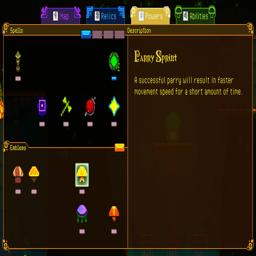 Map
Relics
Powers
Abilities
Spells
Description
Parry Sprint
A successful parry will result in faster
movement speed for a short amount of time.